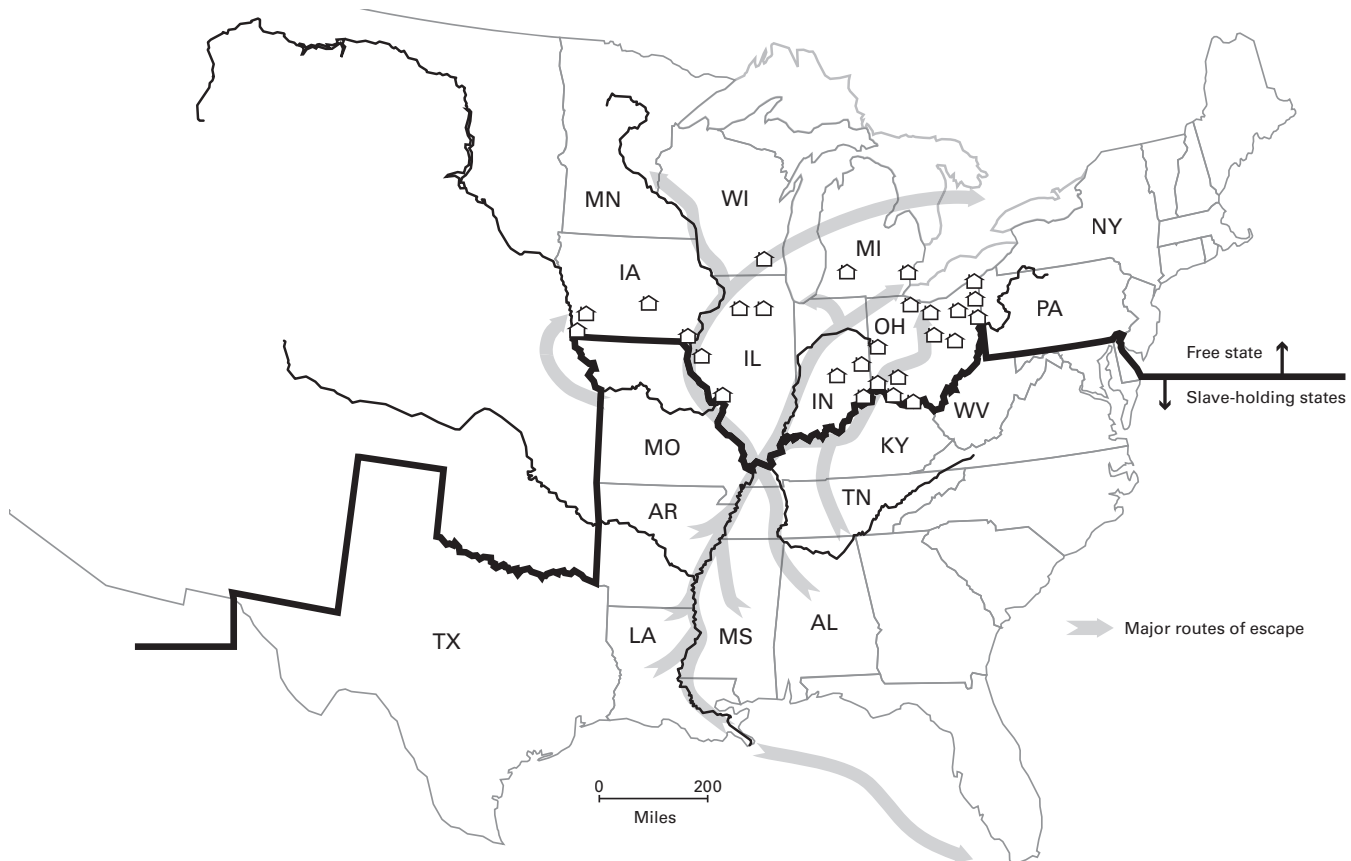 MN
WI
NY
MI
IA
PA
OH
IL
Free state
Slave-holding states
IN
WV
MO
KY
TN
AR
AL
Major routes of escape
LA
MS
TX
0 200
Miles